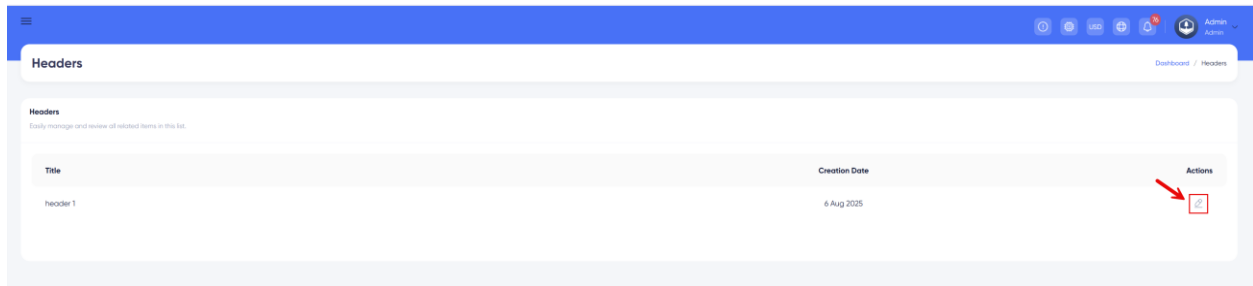 USD
76
Admin
Admin
Headers
Dashboard / Headers
Headers
Easily manage and review all related items in this list.
Title Creation Date Actions
header 1 6 Aug 2025